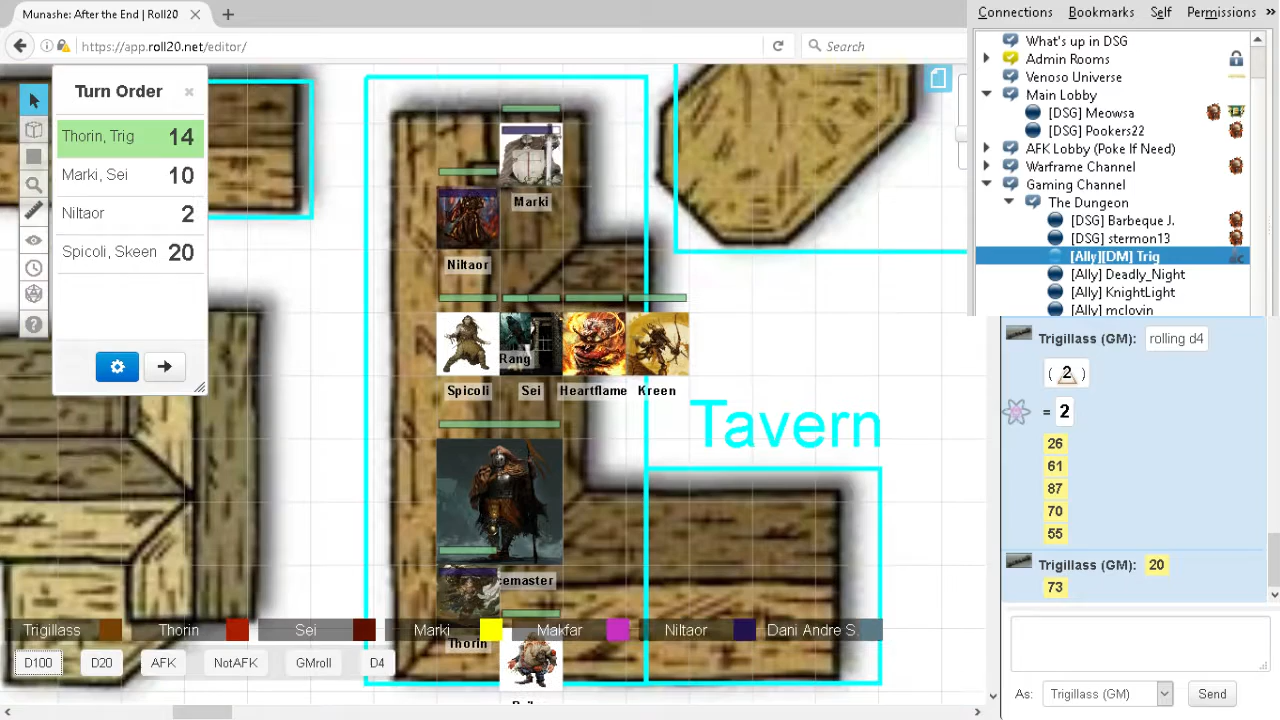 Munashe: After the End | Roll20
https://app.roll20.net/editor/
Search
Turn Order
Thorin, Trig 14
Marki, Sei 10
Niltaor 2
Spicoli, Skeen 20
Marki
Niltaor
Rang
Spicoli
Sei
Heartflame
Kreen
Tavern
cemaster
Thorin
Trigillass
Thorin
Sei
Marki
Makfar
Niltaor
Dani Andre S.
D100
D20
AFK
NotAFK
GMroll
D4
Connections Bookmarks Self Permissions »
What's up in DSG
Admin Rooms
Venoso Universe
Main Lobby
[DSG] Meowsa
[DSG] Pookers22
AFK Lobby (Poke If Need)
Warframe Channel
Gaming Channel
The Dungeon
[DSG] Barbeque J.
[DSG] stermon13
[Ally][DM] Trig
[Ally] Deadly_Night
[Ally] KnightLight
[Ally] mclovin
Trigillass (GM): rolling d4
( 2 )
= 2
26
61
87
70
55
Trigillass (GM): 20
73
As: Trigillass (GM) Send